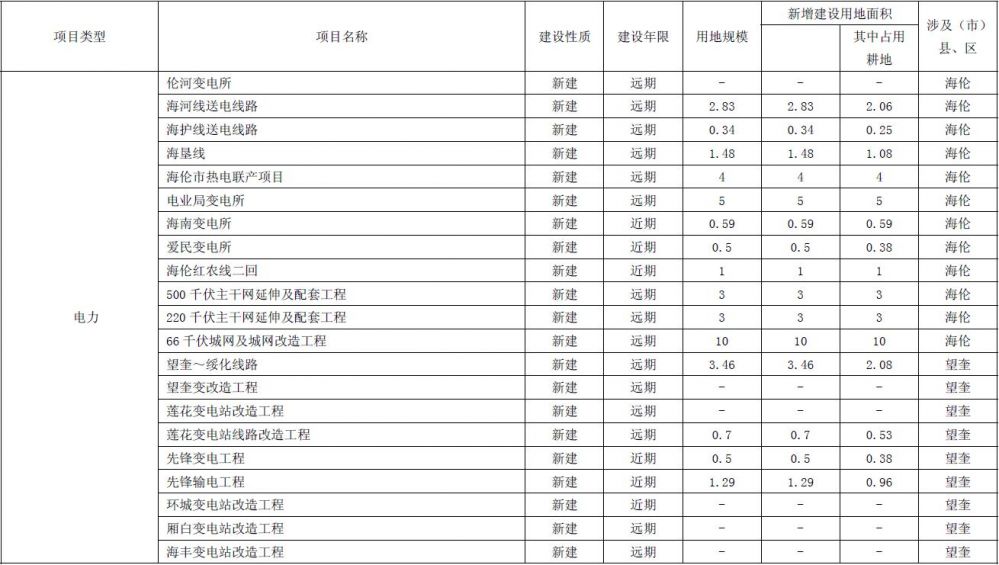 项目类型 项目名称 建设性质 建设年限 用地规模 新增建设用地面积 其中占用耕地 涉及（市）县、区
电力
伦河变电所 新建 远期 － － － 海伦
海河线送电线路 新建 远期 2.83 2.83 2.06 海伦
海护线送电线路 新建 远期 0.34 0.34 0.25 海伦
海垦线 新建 远期 1.48 1.48 1.08 海伦
海伦市热电联产项目 新建 远期 4 4 4 海伦
电业局变电所 新建 远期 5 5 5 海伦
海南变电所 新建 近期 0.59 0.59 0.59 海伦
爱民变电所 新建 近期 0.5 0.5 0.38 海伦
海伦红农线二回 新建 近期 1 1 1 海伦
500千伏主干网延伸及配套工程 新建 远期 3 3 3 海伦
220千伏主干网延伸及配套工程 新建 远期 3 3 3 海伦
66千伏城网及城网改造工程 新建 远期 10 10 10 海伦
望奎～绥化线路 新建 远期 3.46 3.46 2.08 望奎
望奎变改造工程 新建 远期 － － － 望奎
莲花变电站改造工程 新建 远期 － － － 望奎
莲花变电站线路改造工程 新建 远期 0.7 0.7 0.53 望奎
先锋变电工程 新建 近期 0.5 0.5 0.38 望奎
先锋输电工程 新建 近期 1.29 1.29 0.96 望奎
环城变电站改造工程 新建 近期 － － － 望奎
厢白变电站改造工程 新建 远期 － － － 望奎
海丰变电站改造工程 新建 远期 － － － 望奎